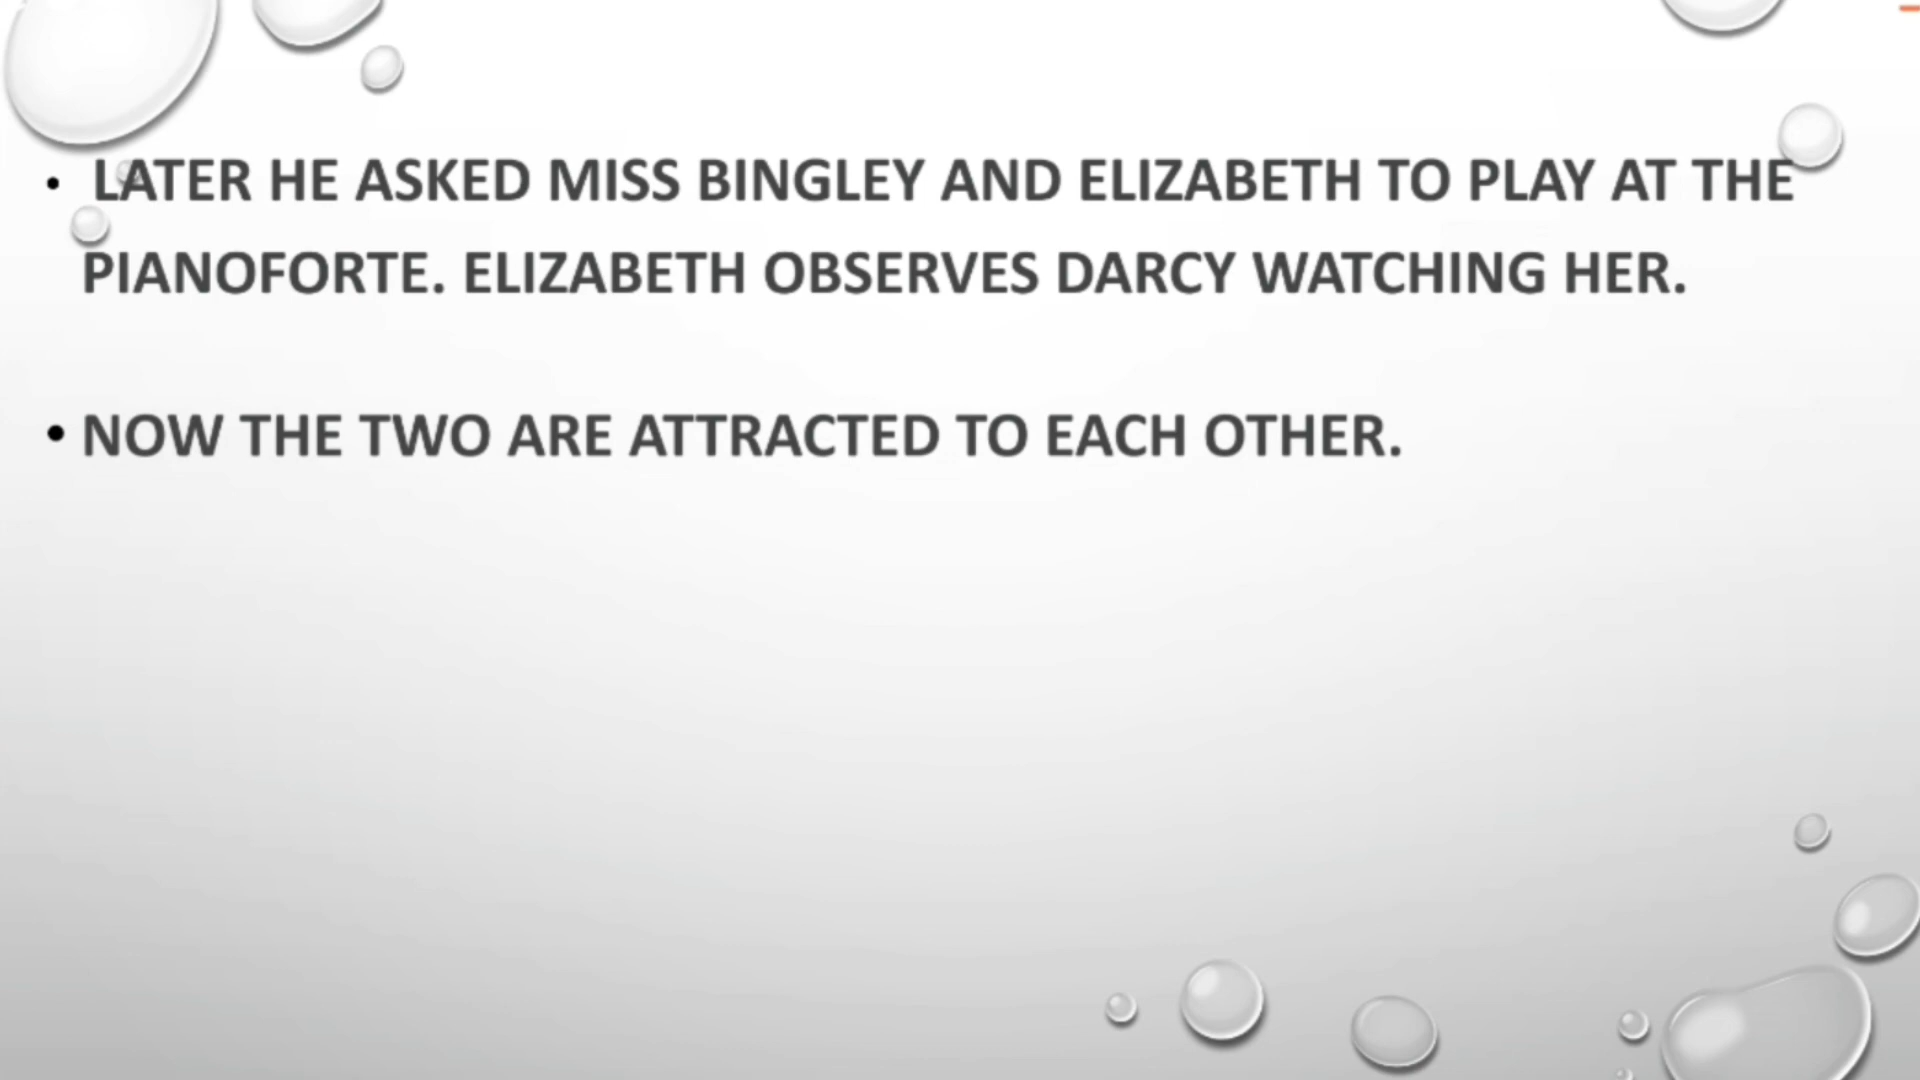 • LATER HE ASKED MISS BINGLEY AND ELIZABETH TO PLAY AT THE
PIANOFORTE. ELIZABETH OBSERVES DARCY WATCHING HER.
• NOW THE TWO ARE ATTRACTED TO EACH OTHER.